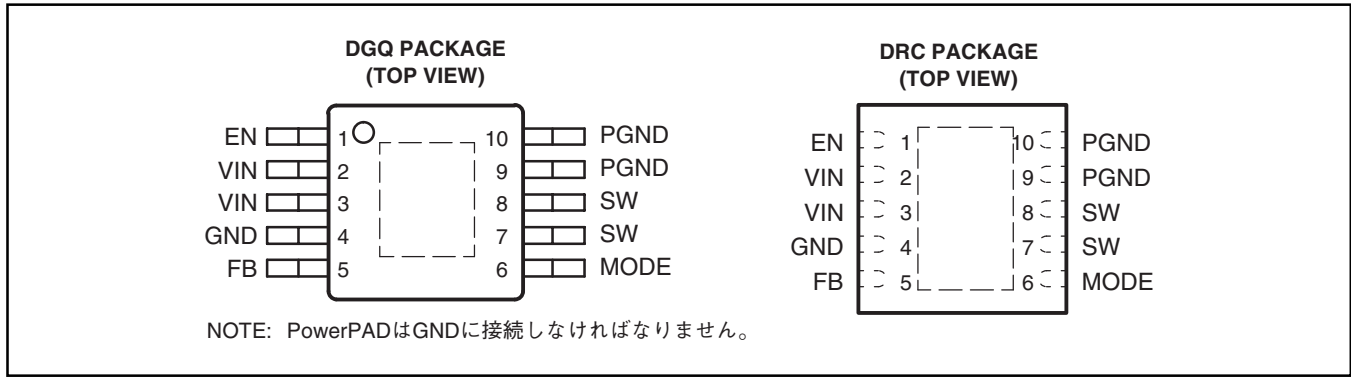 DGQ PACKAGE
(TOP VIEW)
EN 1 10 PGND
VIN 2 9 PGND
VIN 3 8 SW
GND 4 7 SW
FB 5 6 MODE
DRC PACKAGE
(TOP VIEW)
EN 1 10 PGND
VIN 2 9 PGND
VIN 3 8 SW
GND 4 7 SW
FB 5 6 MODE
NOTE: PowerPADはGNDに接続しなければなりません。